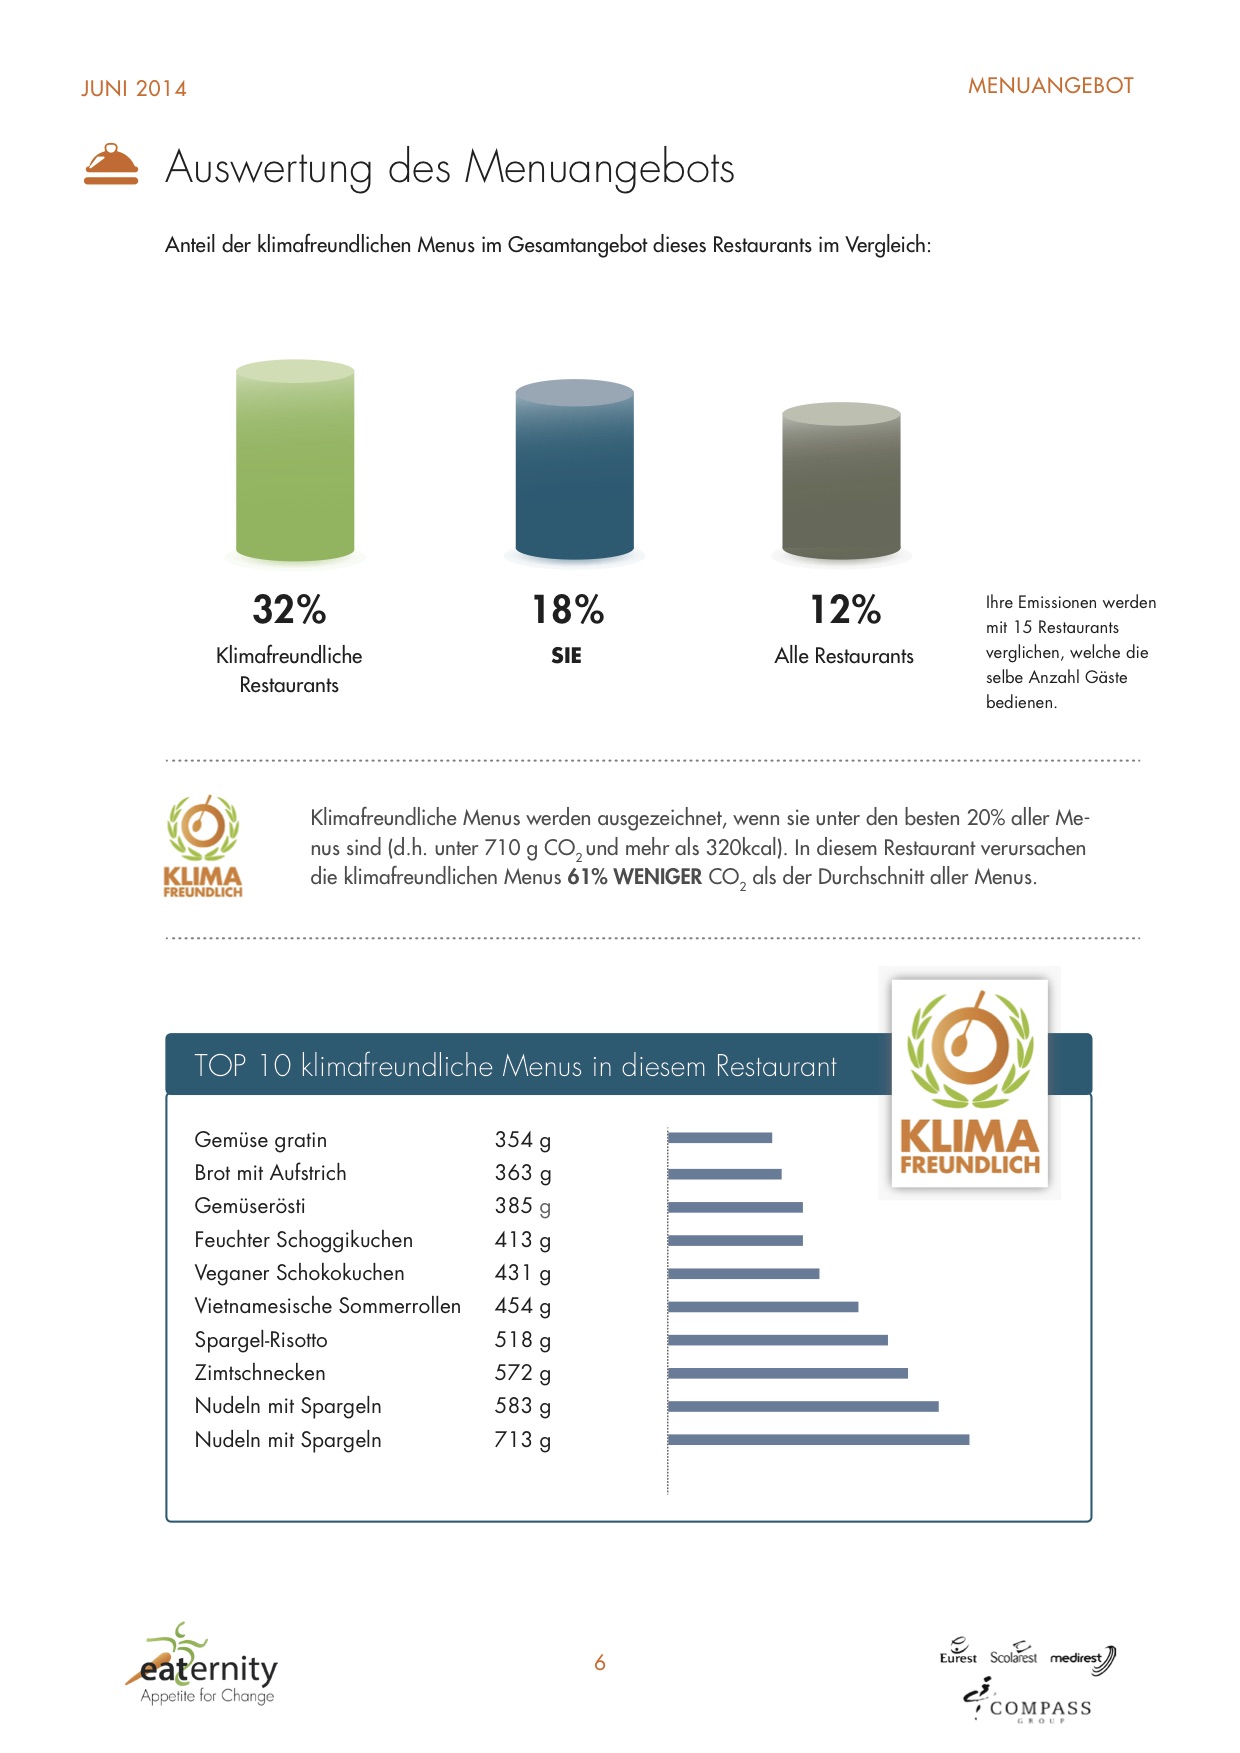 JUNI 2014
MENUANGEBOT
Auswertung des Menuangebots
Anteil der klimafreundlichen Menus im Gesamtangebot dieses Restaurants im Vergleich:
32%
Klimafreundliche
Restaurants
18%
SIE
12%
Alle Restaurants
Ihre Emissionen werden
mit 15 Restaurants
verglichen, welche die
selbe Anzahl Gäste
bedienen.
KLIMA
FREUNDLICH
Klimafreundliche Menus werden ausgezeichnet, wenn sie unter den besten 20% aller Me-
nus sind (d.h. unter 710 g CO2 und mehr als 320kcal). In diesem Restaurant verursachen
die klimafreundlichen Menus 61% WENIGER CO2 als der Durchschnitt aller Menus.
TOP 10 klimafreundliche Menus in diesem Restaurant
KLIMA
FREUNDLICH
Gemüse gratin 354 g
Brot mit Aufstrich 363 g
Gemüserösti 385 g
Feuchter Schoggikuchen 413 g
Veganer Schokokuchen 431 g
Vietnamesische Sommerrollen 454 g
Spargel-Risotto 518 g
Zimtschnecken 572 g
Nudeln mit Spargeln 583 g
Nudeln mit Spargeln 713 g
eaternity
Appetite for Change
6
Eurest Scolarest medirest
COMPASS
GROUP